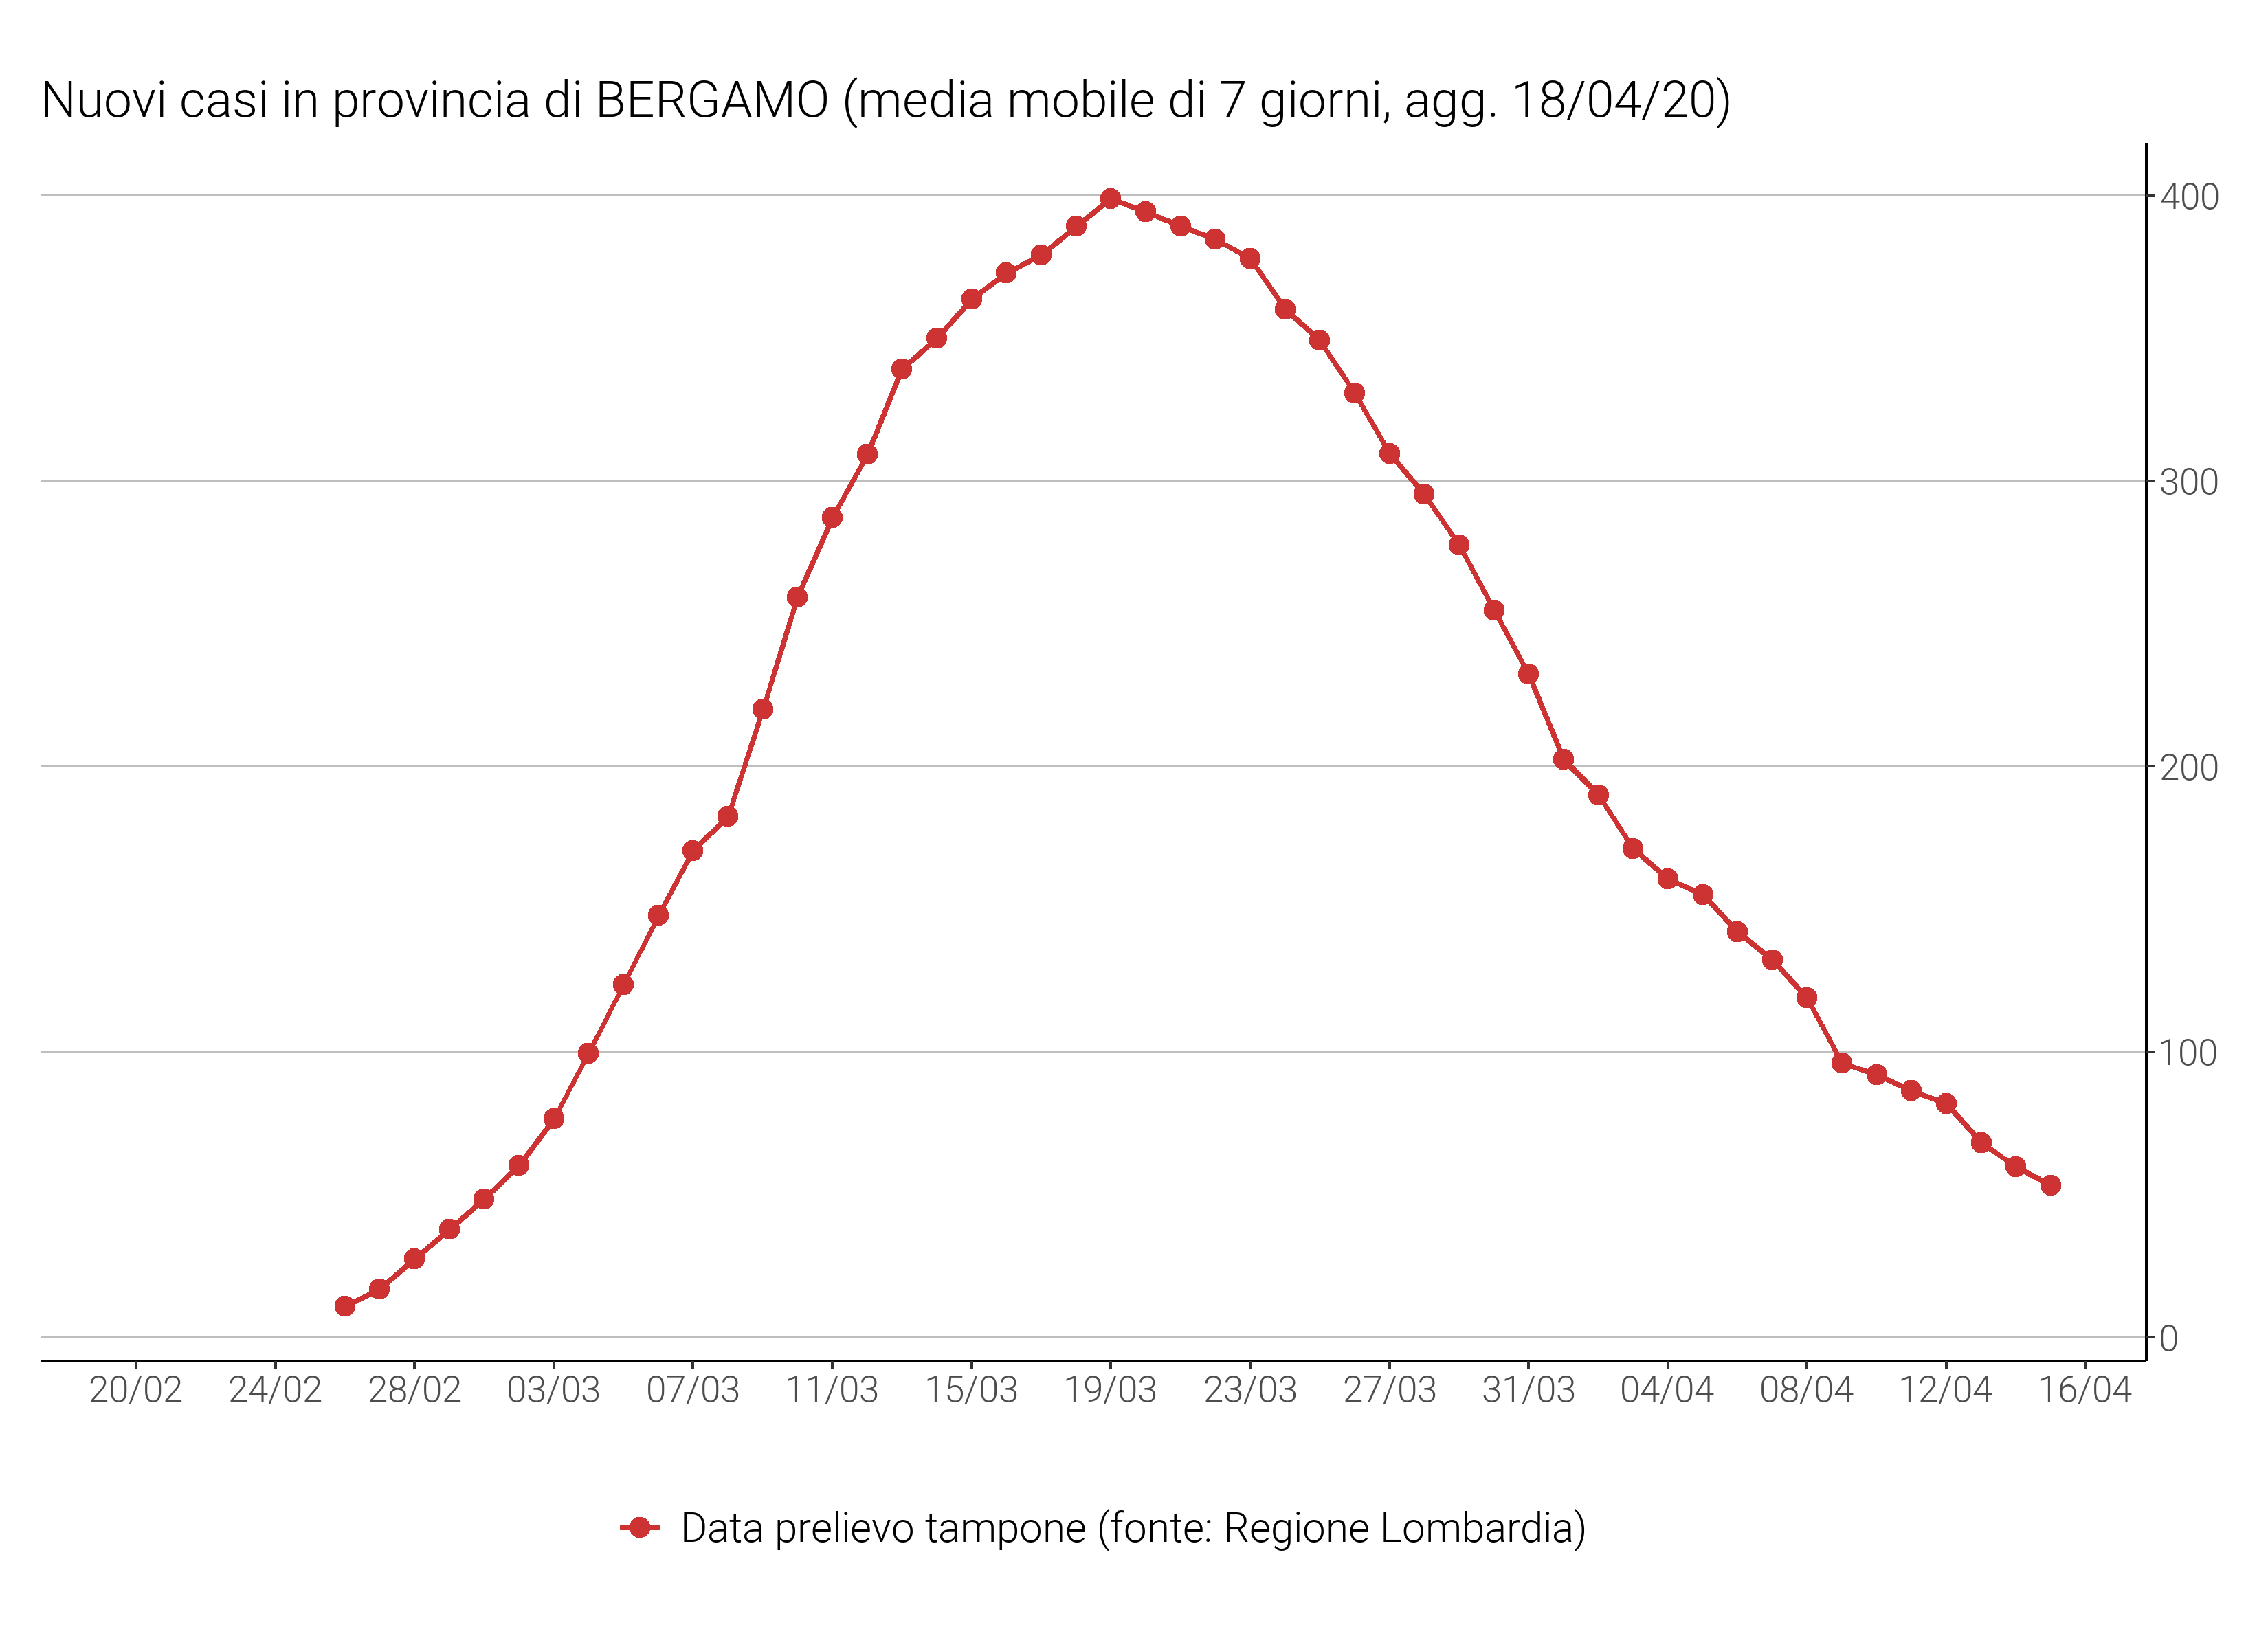 Nuovi casi in provincia di BERGAMO (media mobile di 7 giorni, agg. 18/04/20)
400
300
200
100
0
20/02 24/02 28/02 03/03 07/03 11/03 15/03 19/03 23/03 27/03 31/03 04/04 08/04 12/04 16/04
Data prelievo tampone (fonte: Regione Lombardia)